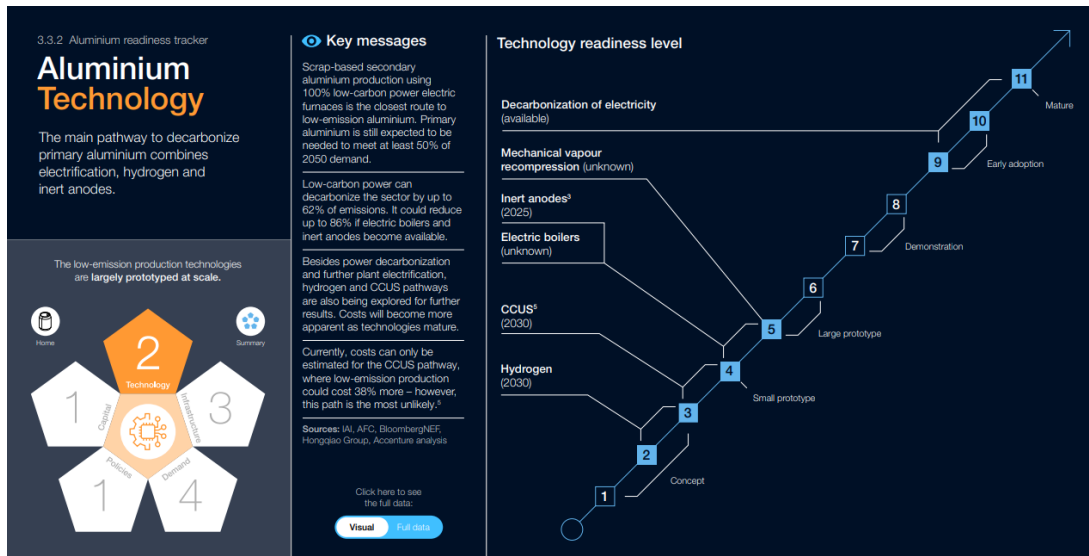 3.3.2 Aluminium readiness tracker
Aluminium
Technology
The main pathway to decarbonize
primary aluminium combines
electrification, hydrogen and
inert anodes.
The low-emission production technologies
are largely prototyped at scale.
Home
Summary
2
Technology
1
Capital
3
Infrastructure
1
Policies
4
Demand
Key messages
Scrap-based secondary
aluminium production using
100% low-carbon power electric
furnaces is the closest route to
low-emission aluminium. Primary
aluminium is still expected to be
needed to meet at least 50% of
2050 demand.
Low-carbon power can
decarbonize the sector by up to
62% of emissions. It could reduce
up to 86% if electric boilers and
inert anodes become available.
Besides power decarbonization
and further plant electrification,
hydrogen and CCUS pathways
are also being explored for further
results. Costs will become more
apparent as technologies mature.
Currently, costs can only be
estimated for the CCUS pathway,
where low-emission production
could cost 38% more – however,
this path is the most unlikely.⁵
Sources: IAI, AFC, BloombergNEF,
Hongqiao Group, Accenture analysis
Click here to see
the full data:
Visual
Full data
Technology readiness level
Decarbonization of electricity
(available)
Mechanical vapour
recompression (unknown)
Inert anodes³
(2025)
Electric boilers
(unknown)
CCUS⁵
(2030)
Hydrogen
(2030)
11
Mature
10
9
Early adoption
8
7
Demonstration
6
5
Large prototype
4
Small prototype
3
2
Concept
1